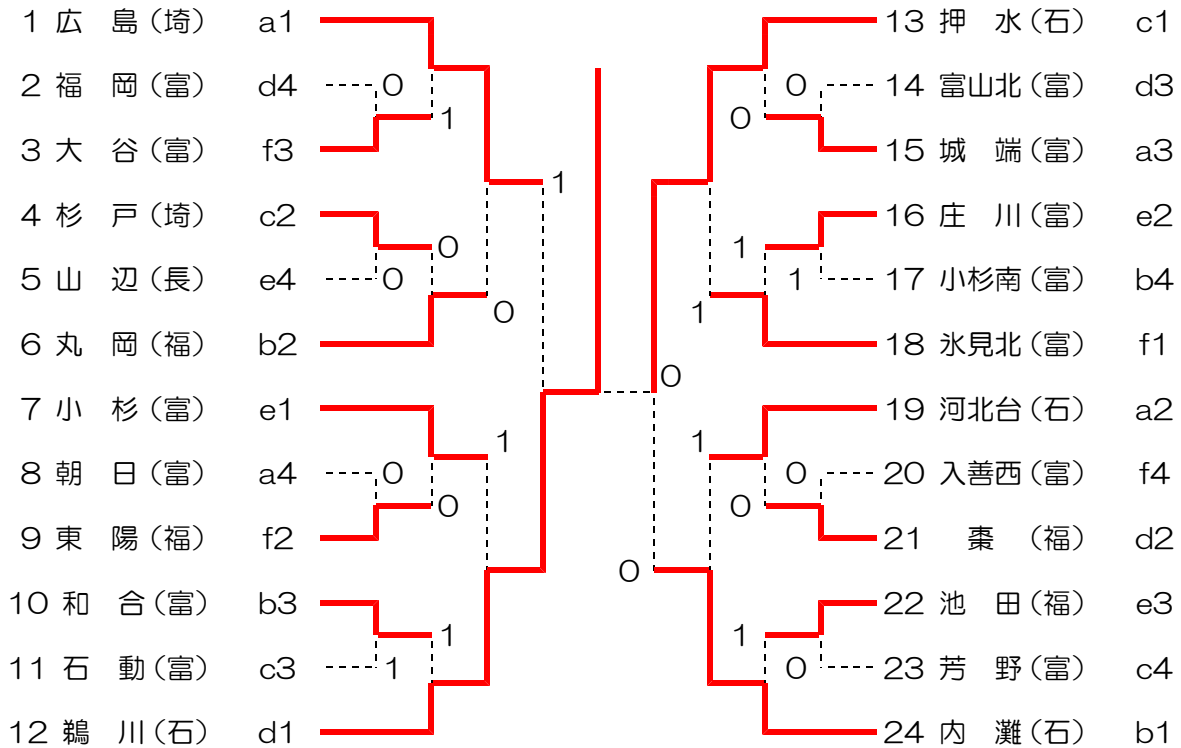 1 広　島(埼) a1
2 福　岡(富) d4
0
1
3 大　谷(富) f3
1
4 杉　戸(埼) c2
0
5 山　辺(長) e4
0
0
6 丸　岡(福) b2
7 小　杉(富) e1
1
8 朝　日(富) a4
0
0
9 東　陽(福) f2
10 和　合(富) b3
1
11 石　動(富) c3
1
12 鵜　川(石) d1
13 押　水(石) c1
0
14 富山北(富) d3
0
15 城　端(富) a3
16 庄　川(富) e2
1
1
17 小杉南(富) b4
1
18 氷見北(富) f1
0
19 河北台(石) a2
1
0
20 入善西(富) f4
0
21 棗 (福) d2
0
22 池　田(福) e3
1
0
23 芳　野(富) c4
24 内　灘(石) b1